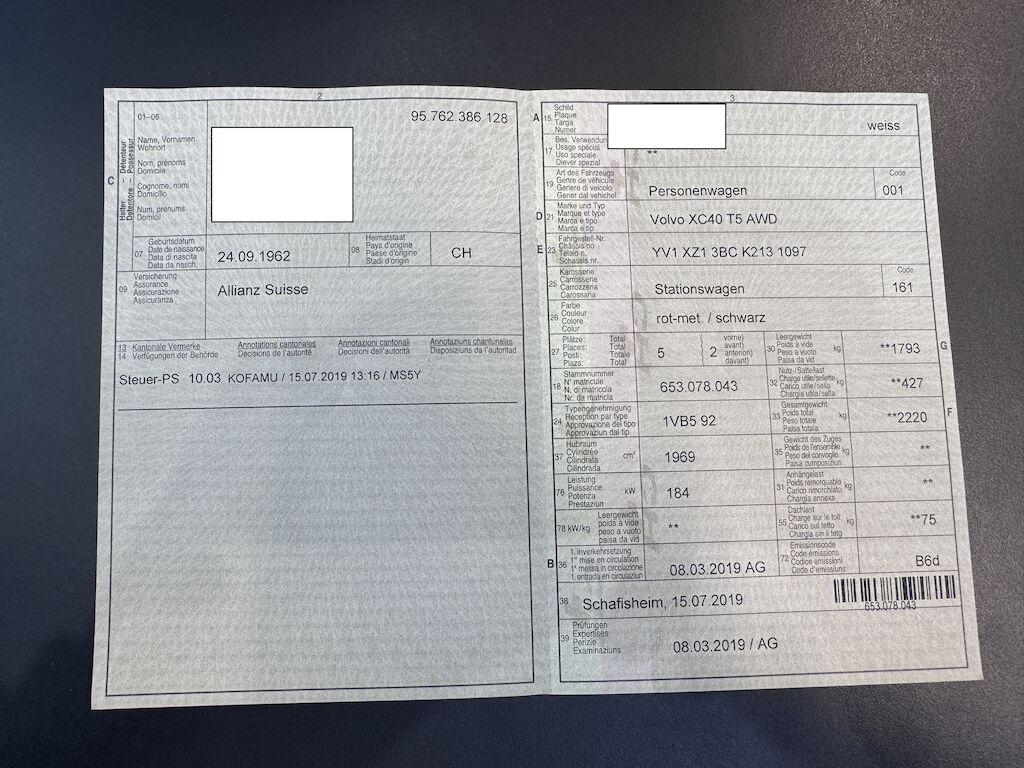 2
01-06
95.762.386.128
C
Halter – Détenteur
Detentore – Possessur
Name, Vornamen
Wohnort
Nom, prénoms
Domicile
Cognome, nomi
Domicilio
Num, prenums
Domicil
07
Geburtsdatum
Date de naissance
Data di nascita
Data da nasch.
24.09.1962
08
Heimatstaat
Pays d'origine
Paese d'origine
Stadi d'origin
CH
09
Versicherung
Assurance
Assicurazione
Assicuranza
Allianz Suisse
13 Kantonale Vermerke
14 Verfügungen der Behörde
Annotations cantonales
Décisions de l'autorité
Annotazioni cantonali
Decisioni dell'autorità
Annotaziuns chantunalas
Disposiziuns da l'autoritad
Steuer-PS 10.03 KOFAMU / 15.07.2019 13:16 / MS5Y
3
A 15
Schild
Plaque
Targa
Numer
weiss
17
Bes. Verwendung
Usage spécial
Uso speciale
Diever spezial
**
19
Art des Fahrzeugs
Genre de véhicule
Genere di veicolo
Gener dal vehichel
Personenwagen
Code
001
D 21
Marke und Typ
Marque et type
Marca e tipo
Marca e tip
Volvo XC40 T5 AWD
E 23
Fahrgestell-Nr.
Châssis no
Telaio n.
Schassis nr.
YV1 XZ1 3BC K213 1097
25
Karosserie
Carrosserie
Carrozzeria
Carossaria
Stationswagen
Code
161
26
Farbe
Couleur
Colore
Colur
rot-met. / schwarz
27
Plätze: Total
Places: Total
Posti: Totale
Plazs: Total
5
2
vorne)
avant)
anteriori)
davant)
30
Leergewicht
Poids à vide
Peso a vuoto
Paisa da vid
kg
**1793
G
18
Stammnummer
N° matricule
N. di matricola
Nr. da matricla
653.078.043
32
Nutz-/Sattellast
Charge utile/sellette
Carico utile/sella
Chargia utila/sella
kg
**427
24
Typengenehmigung
Réception par type
Approvazione del tipo
Approvaziun dal tip
1VB5 92
33
Gesamtgewicht
Poids total
Peso totale
Paisa totala
kg
**2220
F
37
Hubraum
Cylindrée
Cilindrata
Cilindrada
cm³
1969
35
Gewicht des Zuges
Poids de l'ensemble
Peso del convoglio
Paisa cumposiziun
kg
**
76
Leistung
Puissance
Potenza
Prestaziun
kW
184
31
Anhängelast
Poids remorquable
Carico rimorchiato
Chargia annexa
kg
**
78 kW/kg
Leergewicht
poids à vide
peso a vuoto
paisa da vid
**
55
Dachlast
Charge sur le toit
Carico sul tetto
Chargia sin il tetg
kg
**75
B 36
1. Inverkehrsetzung
1re mise en circulation
1a messa in circolazione
1. entrada en circulaziun
08.03.2019 AG
72
Emissionscode
Code émissions
Codice emissioni
Code d'emissiuns
B6d
38
Schafisheim, 15.07.2019
653.078.043
39
Prüfungen
Expertises
Perizie
Examinaziuns
08.03.2019 / AG